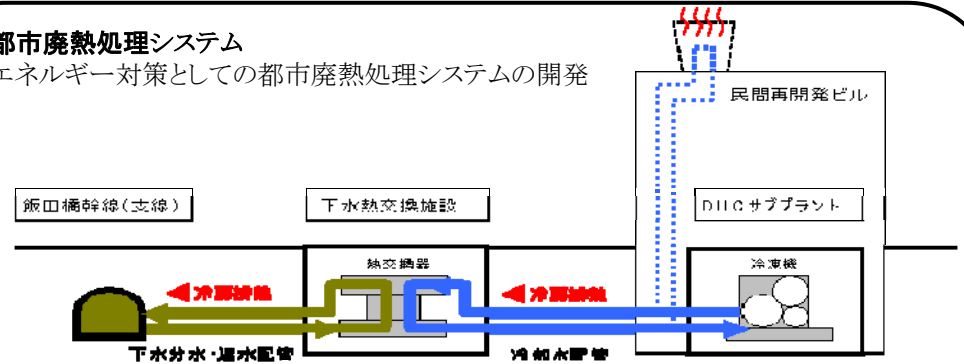 都市廃熱処理システム
エネルギー対策としての都市廃熱処理システムの開発
民間再開発ビル
飯田橋幹線(支線)
下水熱交換施設
DHCサブプラント
熱交換器
冷凍機
冷房排熱
冷房排熱
下水分水・還水配管
冷却水配管